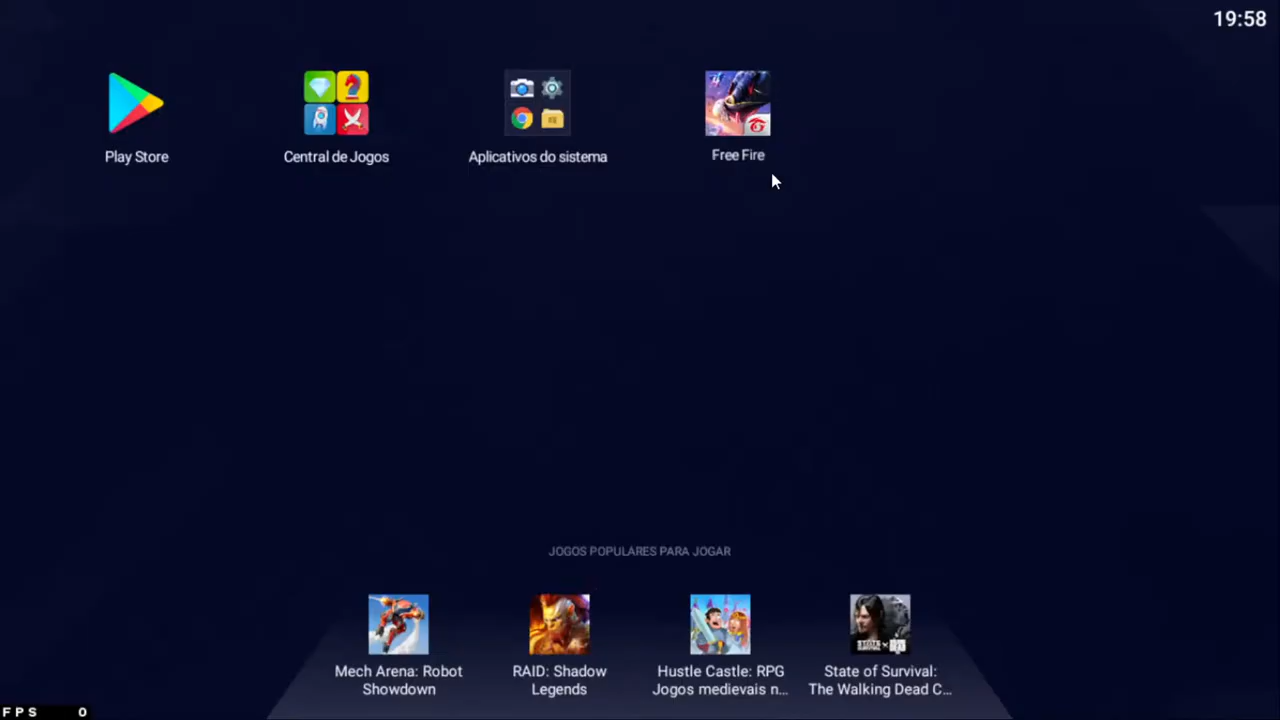 19:58
Play Store
Central de Jogos
Aplicativos do sistema
Free Fire
JOGOS POPULARES PARA JOGAR
Mech Arena: Robot
Showdown
RAID: Shadow
Legends
Hustle Castle: RPG
Jogos medievais n...
State of Survival:
The Walking Dead C...
FPS 0